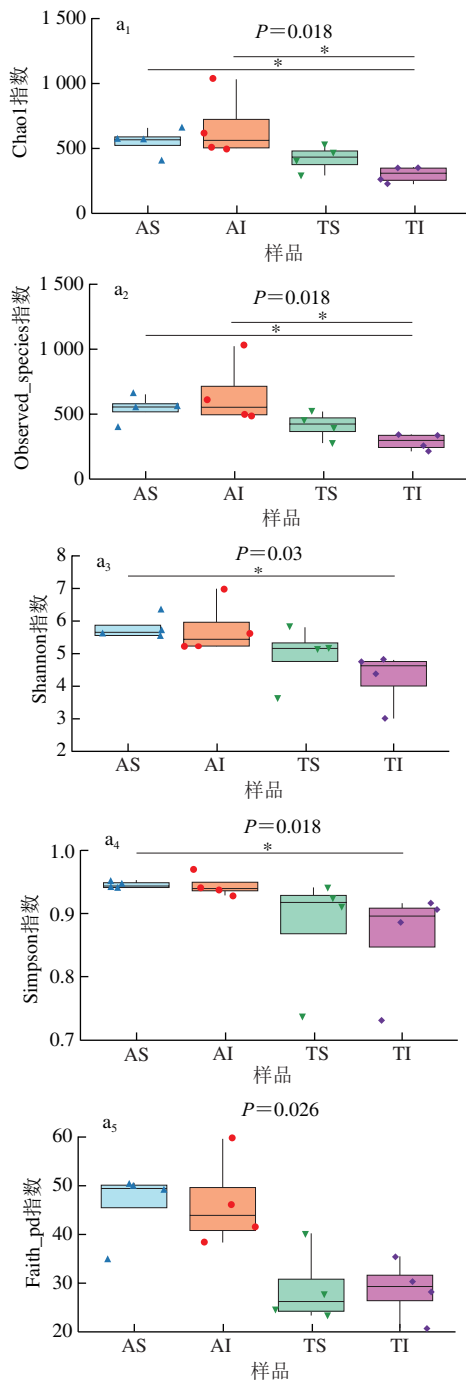 a1
P=0.018
*
*
Chao1指数
1 500
1 000
500
0
AS AI TS TI
样品
a2
P=0.018
*
*
Observed_species指数
1 500
1 000
500
0
AS AI TS TI
样品
a3
P=0.03
*
Shannon指数
8
7
6
5
4
3
2
AS AI TS TI
样品
a4
P=0.018
*
Simpson指数
1.0
0.9
0.8
0.7
AS AI TS TI
样品
a5
P=0.026
Faith_pd指数
60
50
40
30
20
AS AI TS TI
样品